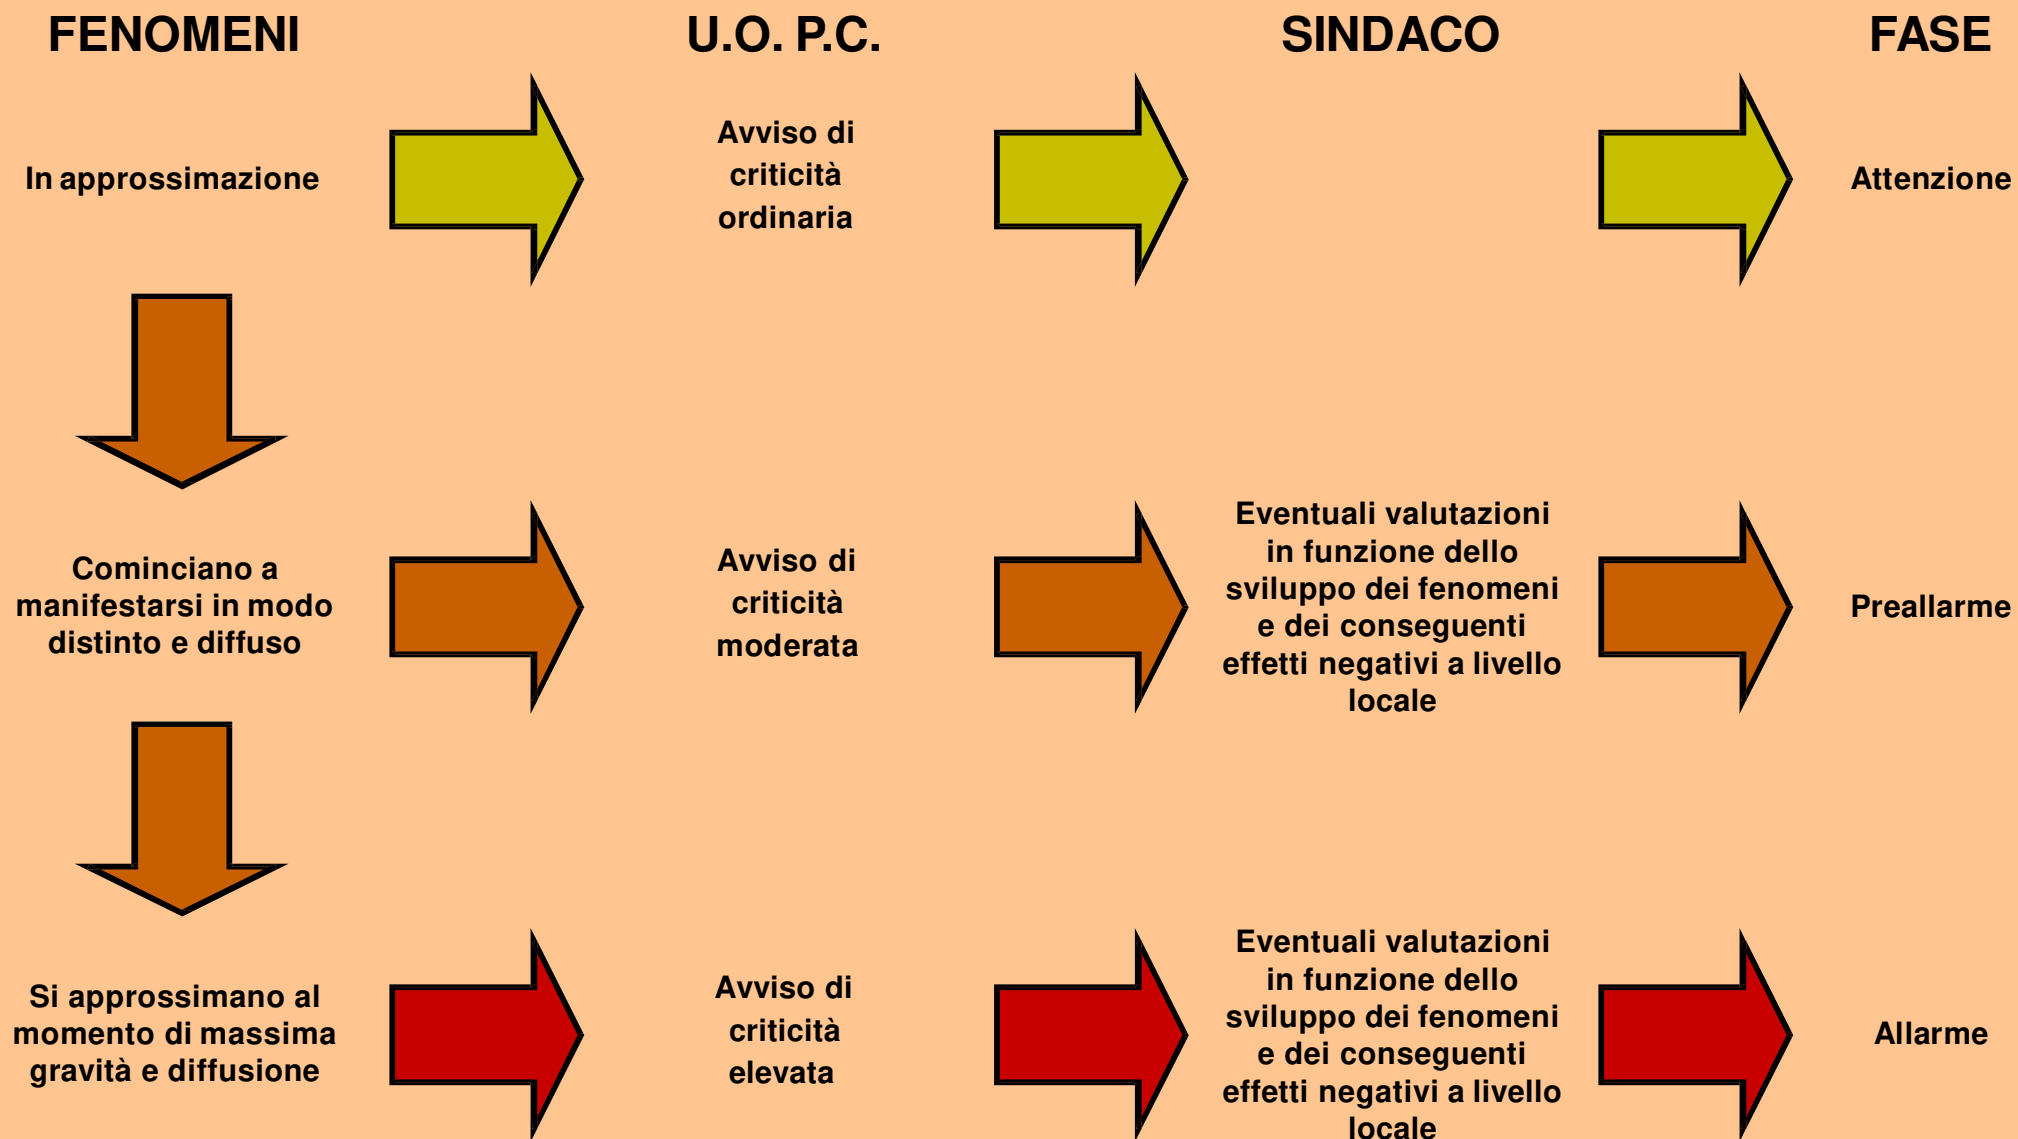 FENOMENI U.O. P.C. SINDACO FASE
In approssimazione
Avviso di
criticità
ordinaria
Attenzione
Cominciano a
manifestarsi in modo
distinto e diffuso
Avviso di
criticità
moderata
Eventuali valutazioni
in funzione dello
sviluppo dei fenomeni
e dei conseguenti
effetti negativi a livello
locale
Preallarme
Si approssimano al
momento di massima
gravità e diffusione
Avviso di
criticità
elevata
Eventuali valutazioni
in funzione dello
sviluppo dei fenomeni
e dei conseguenti
effetti negativi a livello
locale
Allarme